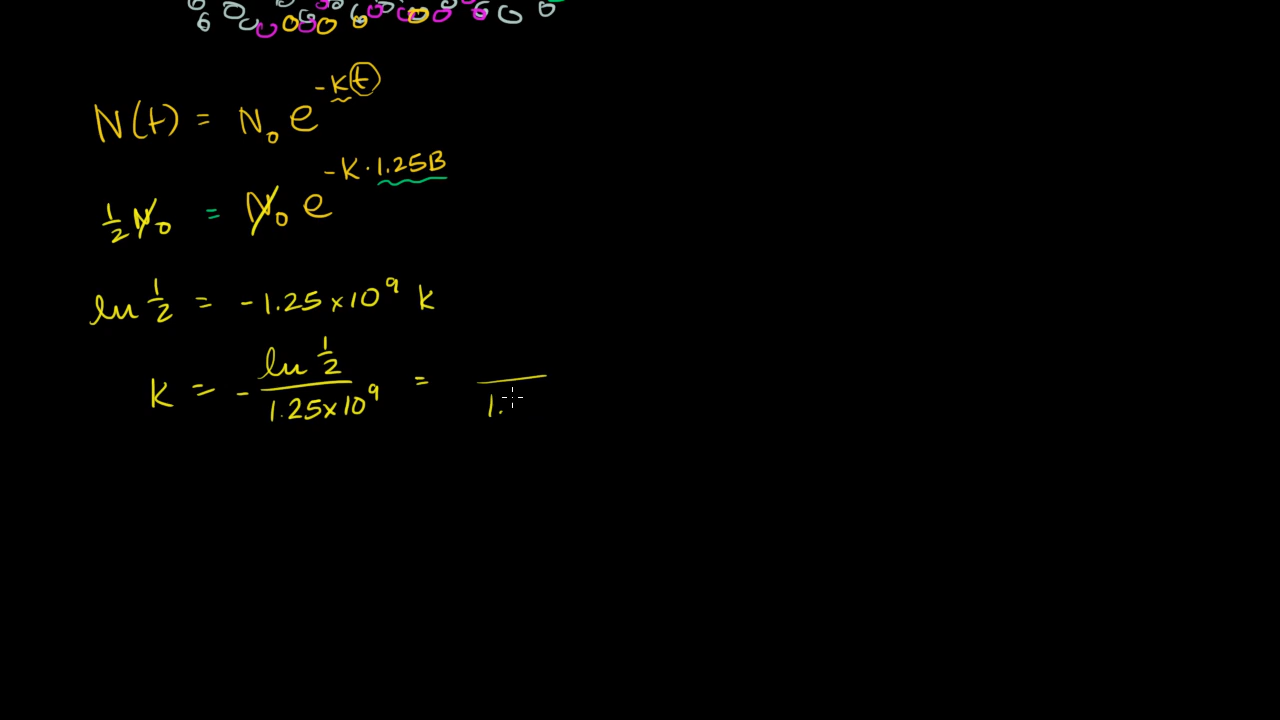 N(t) = N₀ e^(-k(t))
½ N₀ = N₀ e^(-k · 1.25B)
ln ½ = -1.25 × 10⁹ k
k = - (ln ½)/(1.25 × 10⁹) = /1.